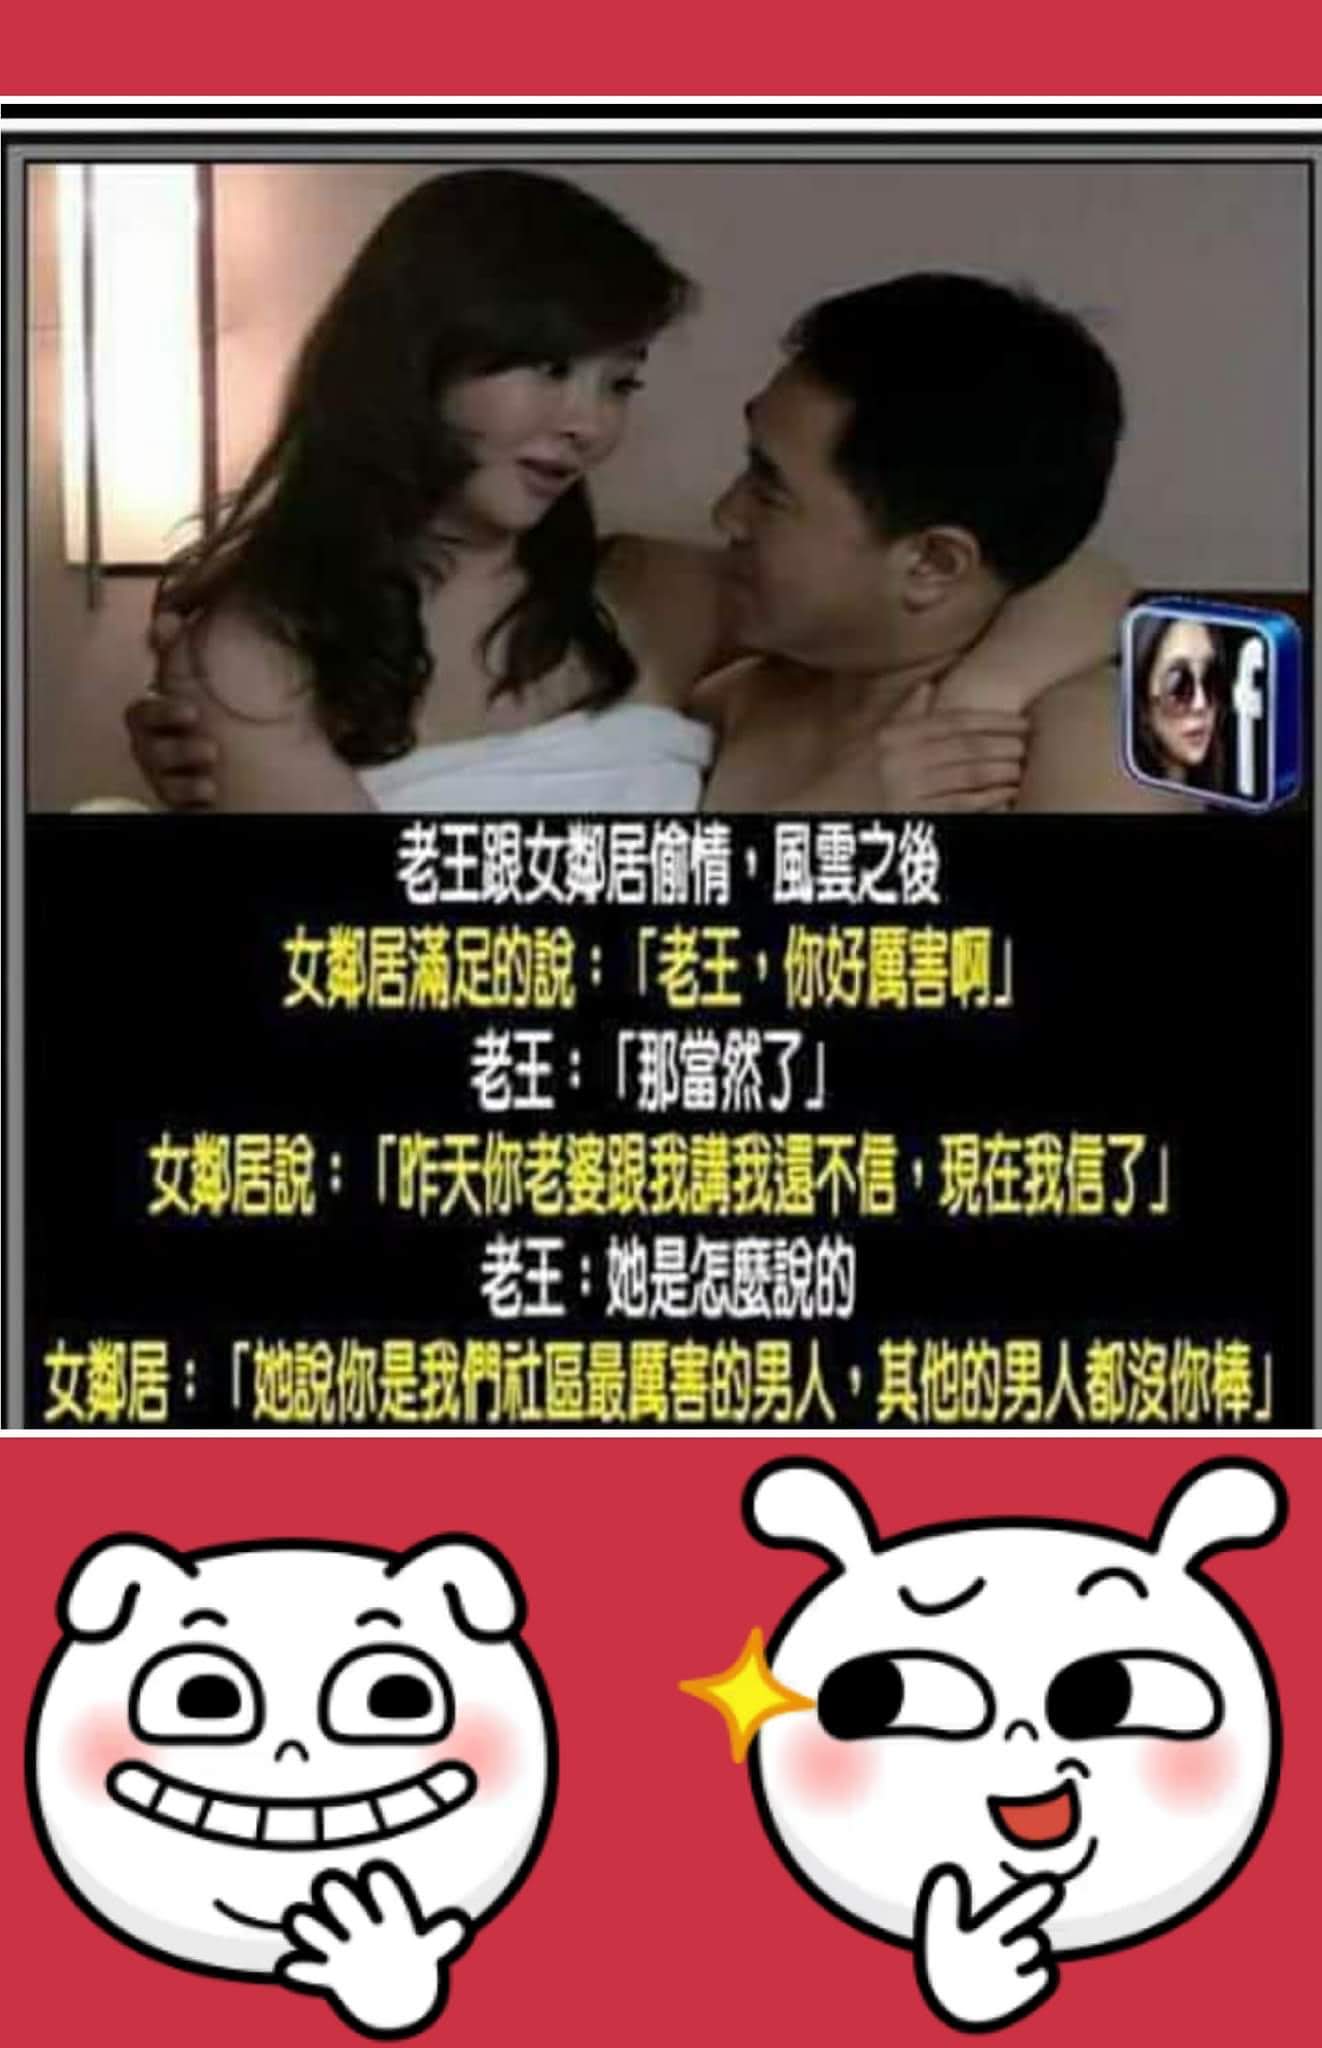 老王跟女鄰居偷情，風雲之後
女鄰居滿足的說：「老王，你好厲害啊」
老王：「那當然了」
女鄰居說：「昨天你老婆跟我講我還不信，現在我信了」
老王：她是怎麼說的
女鄰居：「她說你是我們社區最厲害的男人，其他的男人都沒你棒」
f